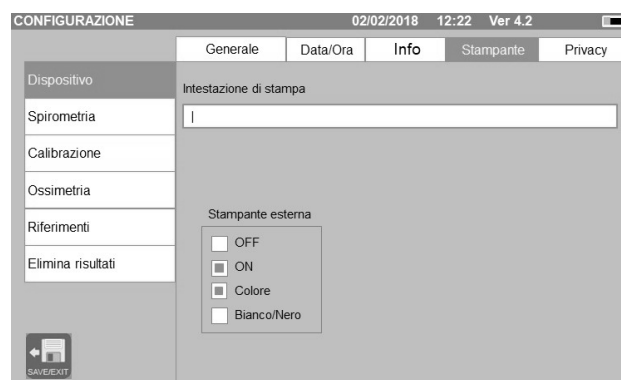 CONFIGURAZIONE 02/02/2018 12:22 Ver 4.2
Generale Data/Ora Info Stampante Privacy
Dispositivo
Intestazione di stampa
Spirometria
Calibrazione
Ossimetria
Stampante esterna
Riferimenti
OFF
Elimina risultati
ON
Colore
Bianco/Nero
SAVE/EXIT